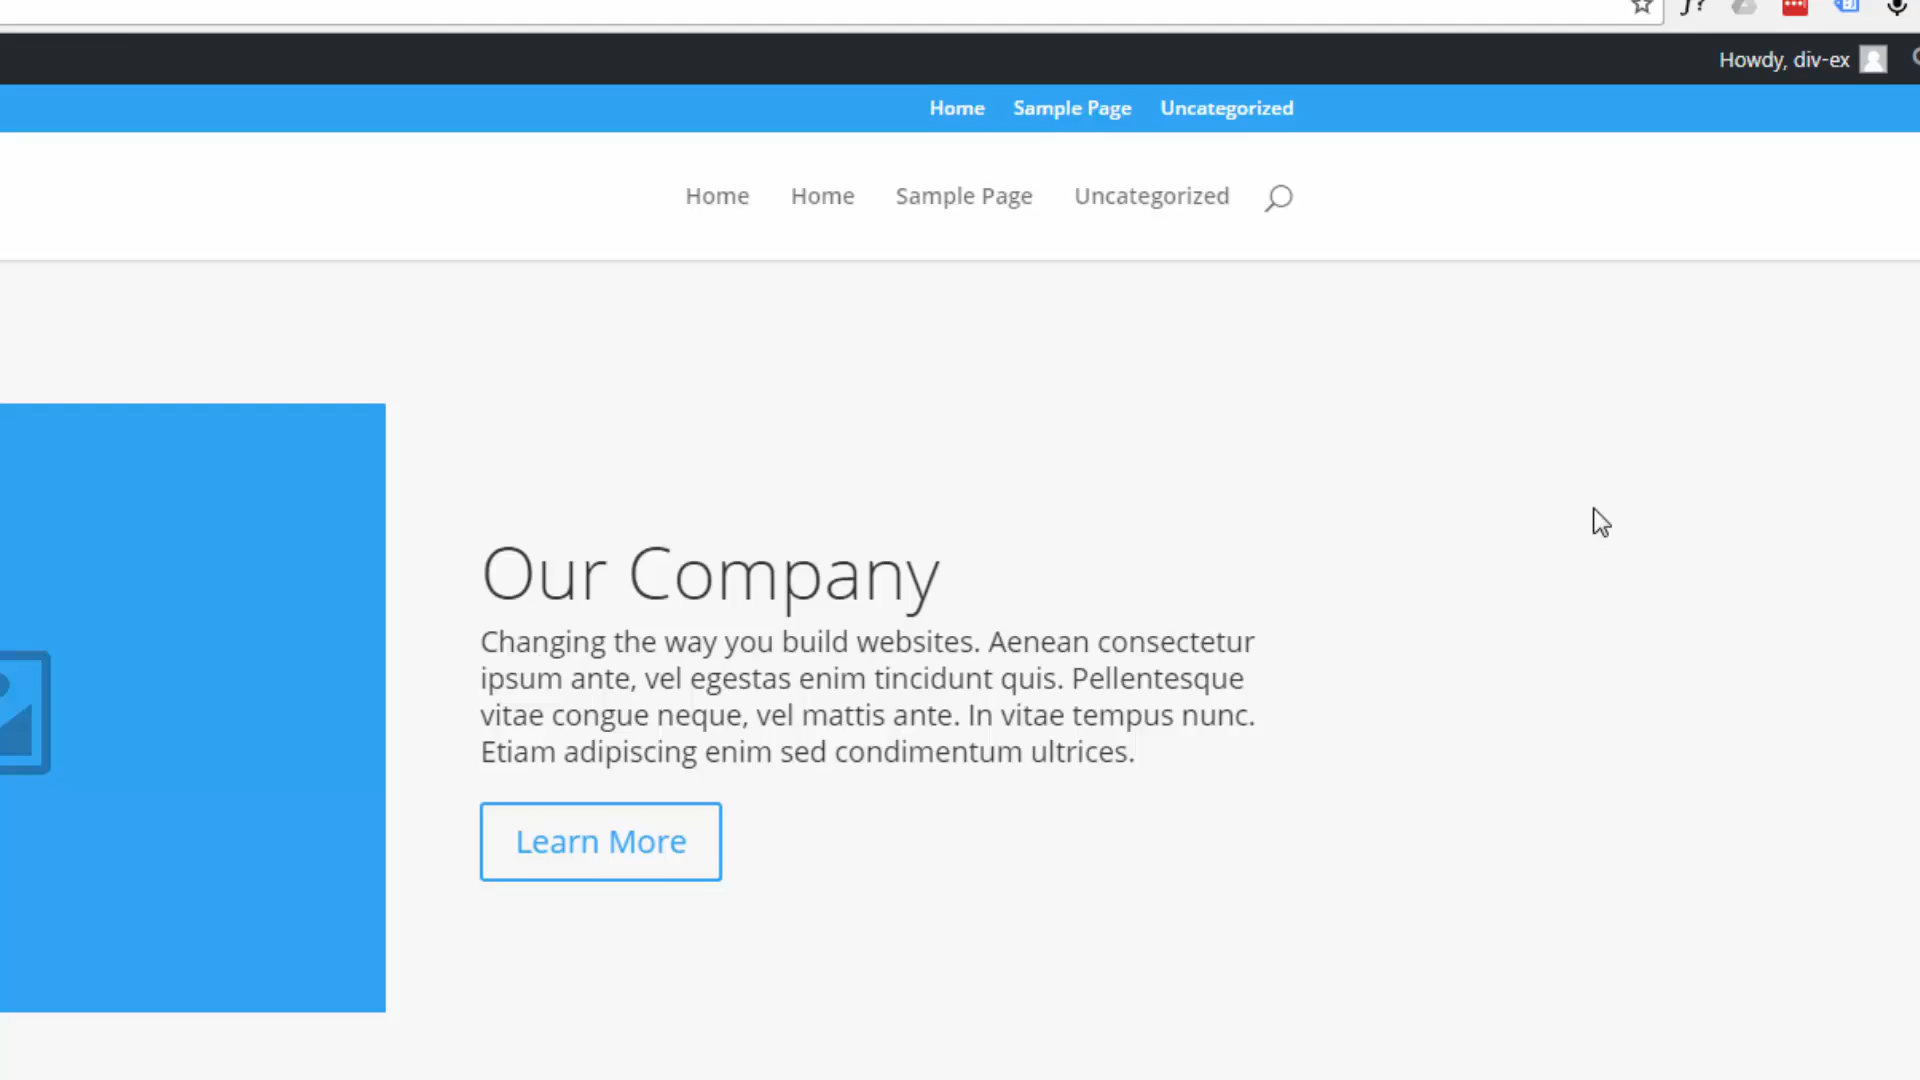 Howdy, div-ex
Home Sample Page Uncategorized
Home Home Sample Page Uncategorized
Our Company
Changing the way you build websites. Aenean consectetur
ipsum ante, vel egestas enim tincidunt quis. Pellentesque
vitae congue neque, vel mattis ante. In vitae tempus nunc.
Etiam adipiscing enim sed condimentum ultrices.
Learn More